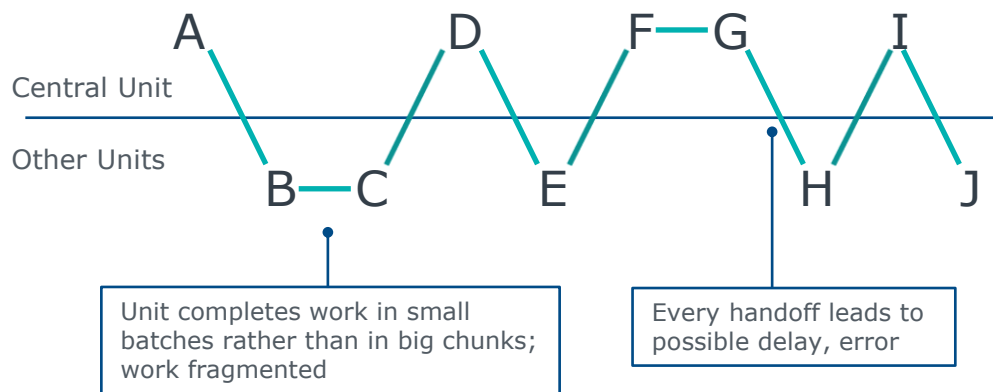 A D F G I
Central Unit
Other Units
B C E H J
Unit completes work in small
batches rather than in big chunks;
work fragmented
Every handoff leads to
possible delay, error